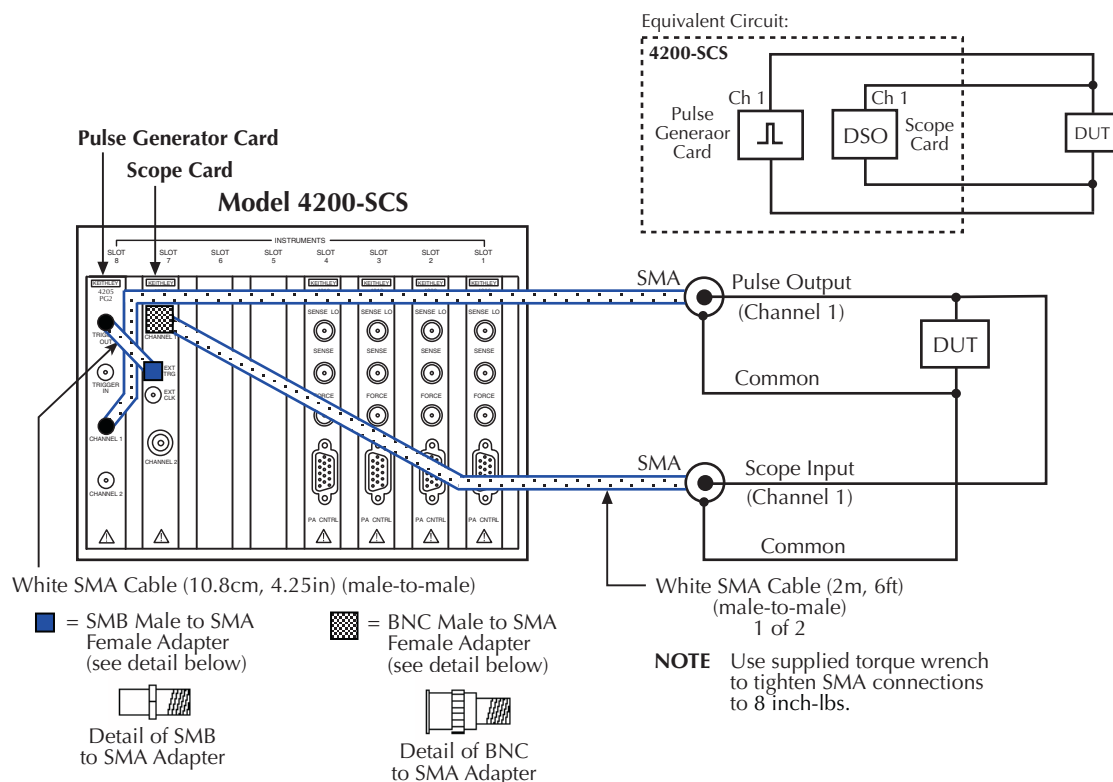 Equivalent Circuit:
4200-SCS
Ch 1
Ch 1
Pulse
Generaor
Card
DSO
Scope
Card
DUT
Pulse Generator Card
Scope Card
Model 4200-SCS
INSTRUMENTS
SLOT
8
SLOT
7
SLOT
6
SLOT
5
SLOT
4
SLOT
3
SLOT
2
SLOT
1
KEITHLEY
4205
PG2
TRIGGER
IN
CHANNEL 1
CHANNEL 2
KEITHLEY
CHANNEL
EXT
TRG
EXT
CLK
CHANNEL 2
KEITHLEY
SENSE LO
SENSE
FORCE
PA CNTRL
KEITHLEY
SENSE LO
SENSE
FORCE
PA CNTRL
KEITHLEY
SENSE LO
SENSE
FORCE
PA CNTRL
KEITHLEY
SENSE LO
SENSE
FORCE
PA CNTRL
SMA
Pulse Output
(Channel 1)
DUT
Common
SMA
Scope Input
(Channel 1)
Common
White SMA Cable (10.8cm, 4.25in) (male-to-male)
= SMB Male to SMA
Female Adapter
(see detail below)
Detail of SMB
to SMA Adapter
= BNC Male to SMA
Female Adapter
(see detail below)
Detail of BNC
to SMA Adapter
White SMA Cable (2m, 6ft)
(male-to-male)
1 of 2
NOTE Use supplied torque wrench
to tighten SMA connections
to 8 inch-lbs.